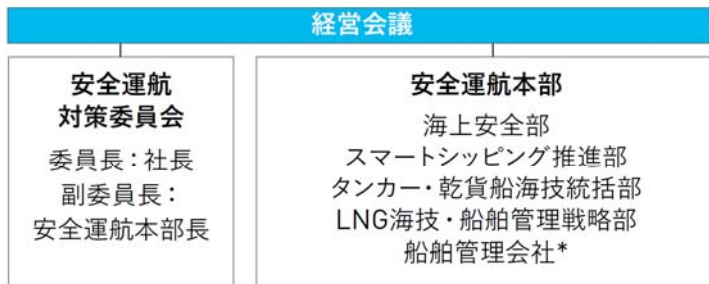 経営会議
安全運航
対策委員会
委員長：社長
副委員長：
安全運航本部長
安全運航本部
海上安全部
スマートシッピング推進部
タンカー・乾貨船海技統括部
LNG海技・船舶管理戦略部
船舶管理会社*